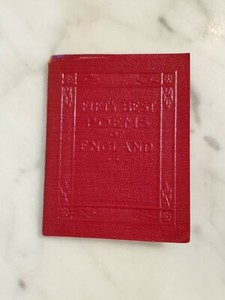 FIFTY BEST
POEMS
OF
ENGLAND